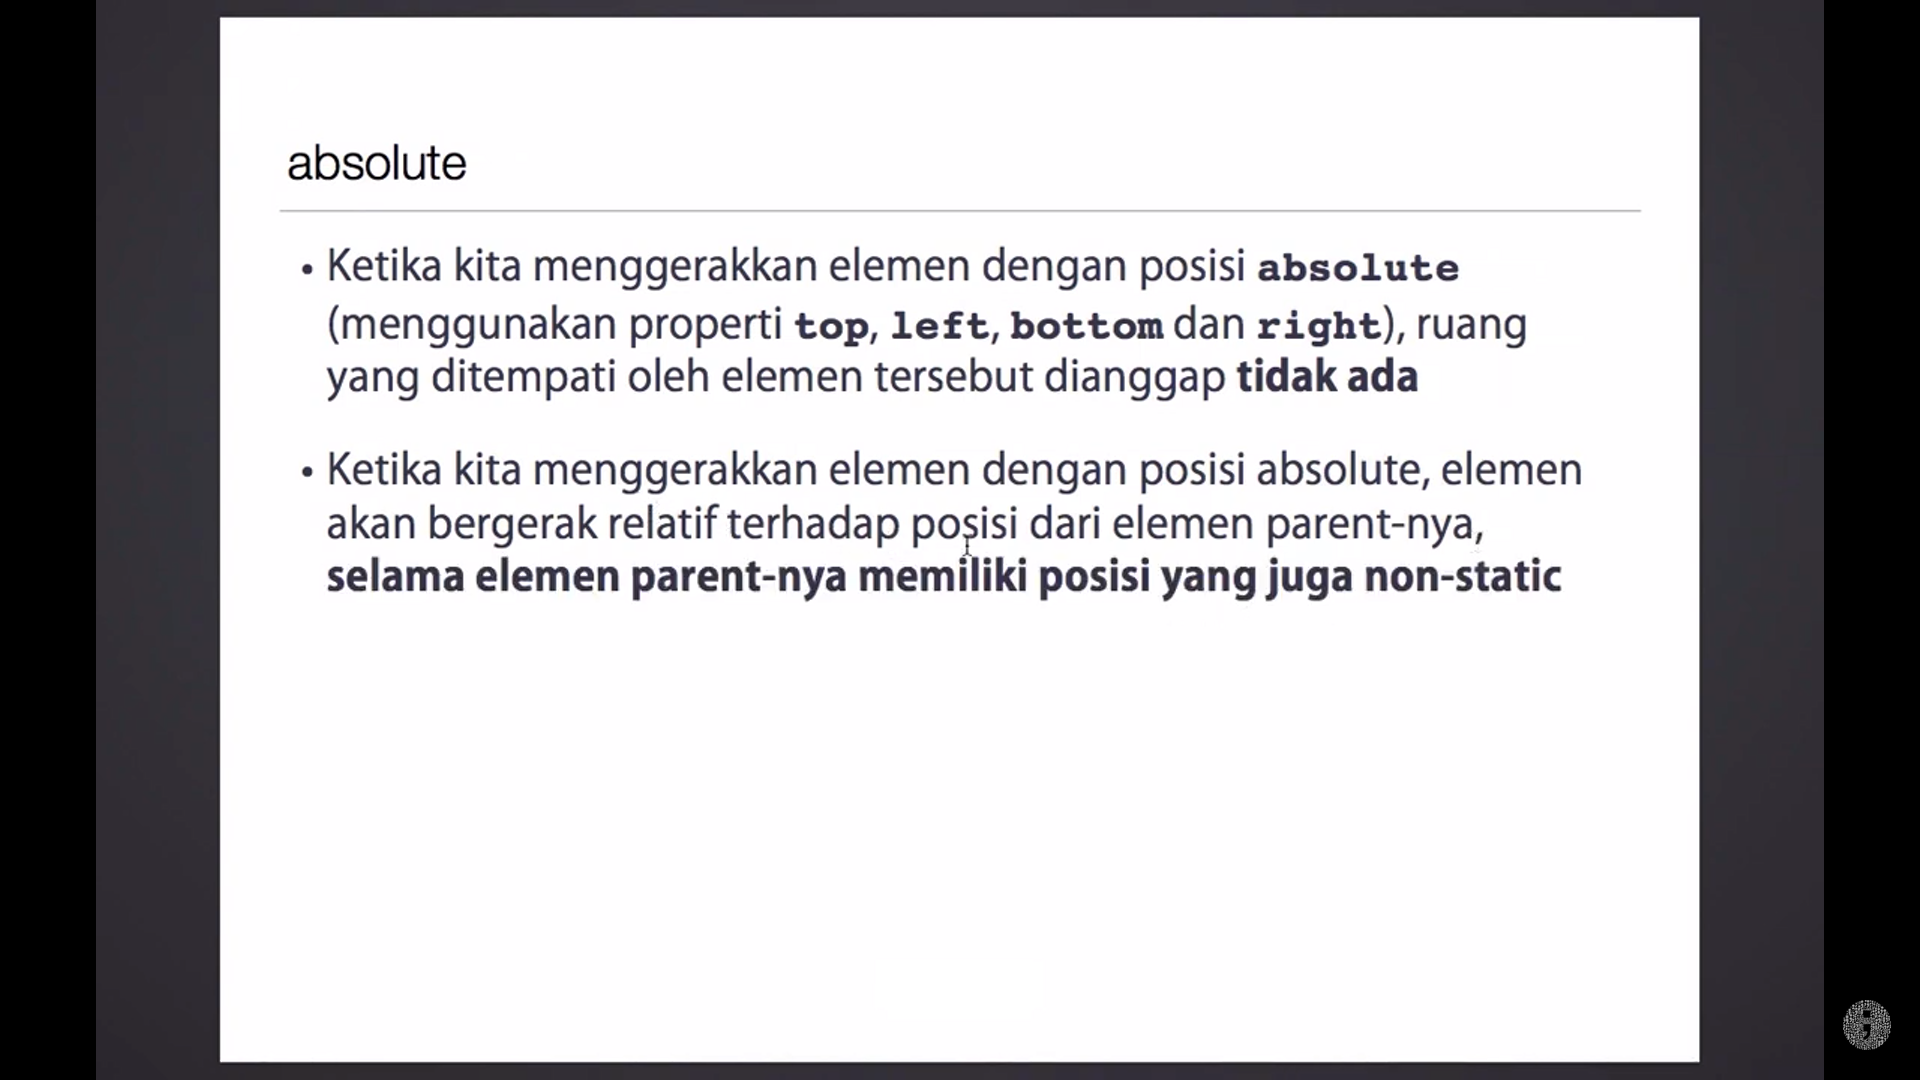 absolute
• Ketika kita menggerakkan elemen dengan posisi absolute
(menggunakan properti top, left, bottom dan right), ruang
yang ditempati oleh elemen tersebut dianggap tidak ada
• Ketika kita menggerakkan elemen dengan posisi absolute, elemen
akan bergerak relatif terhadap posisi dari elemen parent-nya,
selama elemen parent-nya memiliki posisi yang juga non-static